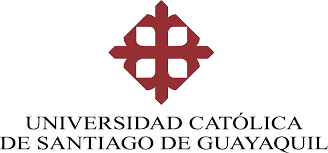 UNIVERSIDAD CATÓLICA
DE SANTIAGO DE GUAYAQUIL